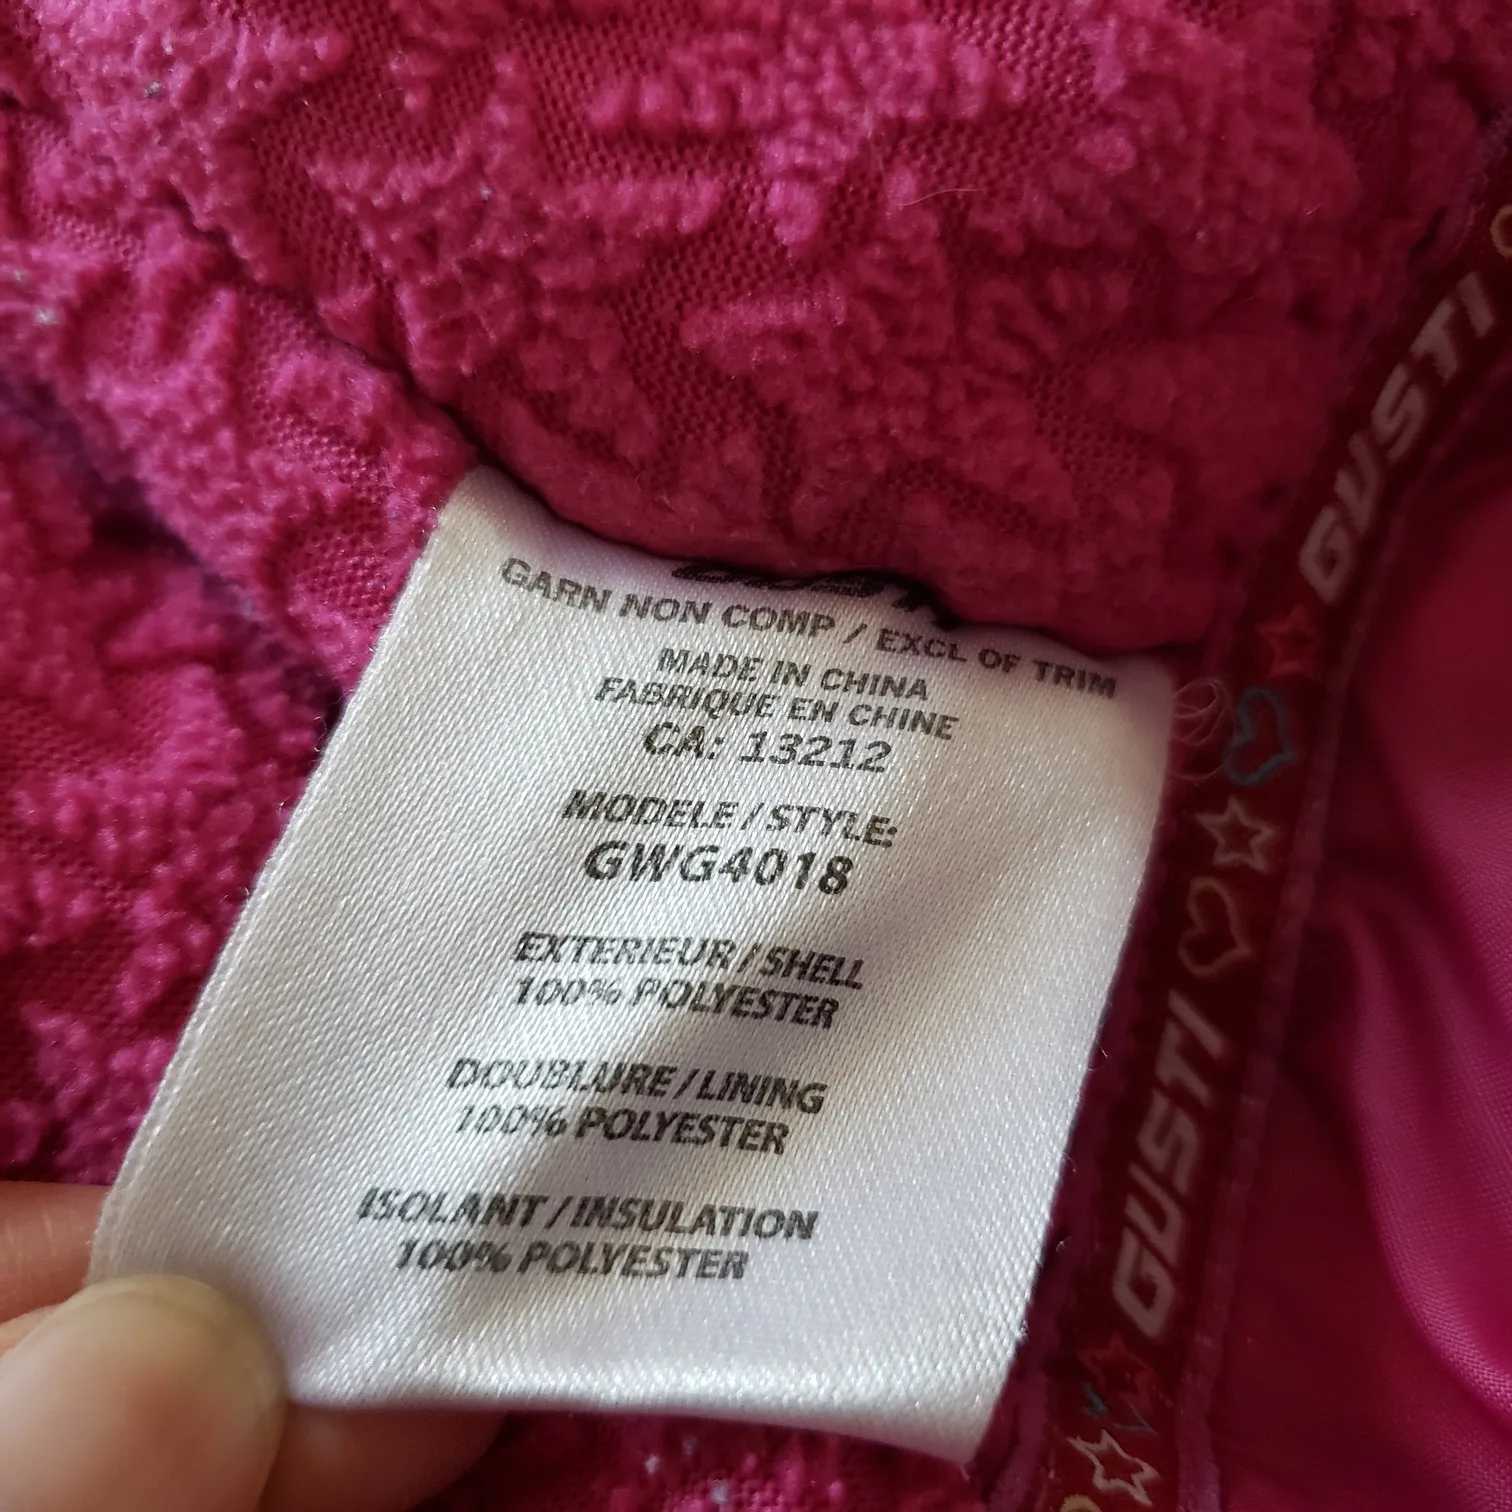 GARN NON COMP / EXCL OF TRIM
MADE IN CHINA
FABRIQUE EN CHINE
CA: 13212
MODELE / STYLE:
GWG4018
EXTERIEUR / SHELL
100% POLYESTER
DOUBLURE / LINING
100% POLYESTER
ISOLANT / INSULATION
100% POLYESTER
GUSTI
GUSTI